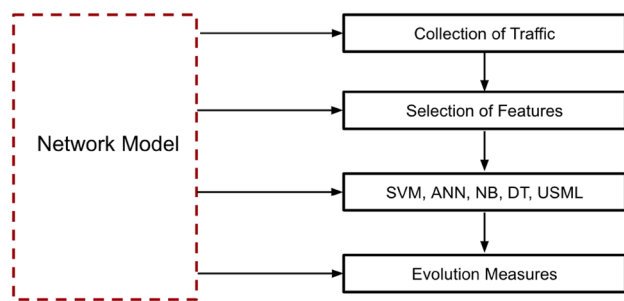 Collection of Traffic
Selection of Features
Network Model
SVM, ANN, NB, DT, USML
Evolution Measures